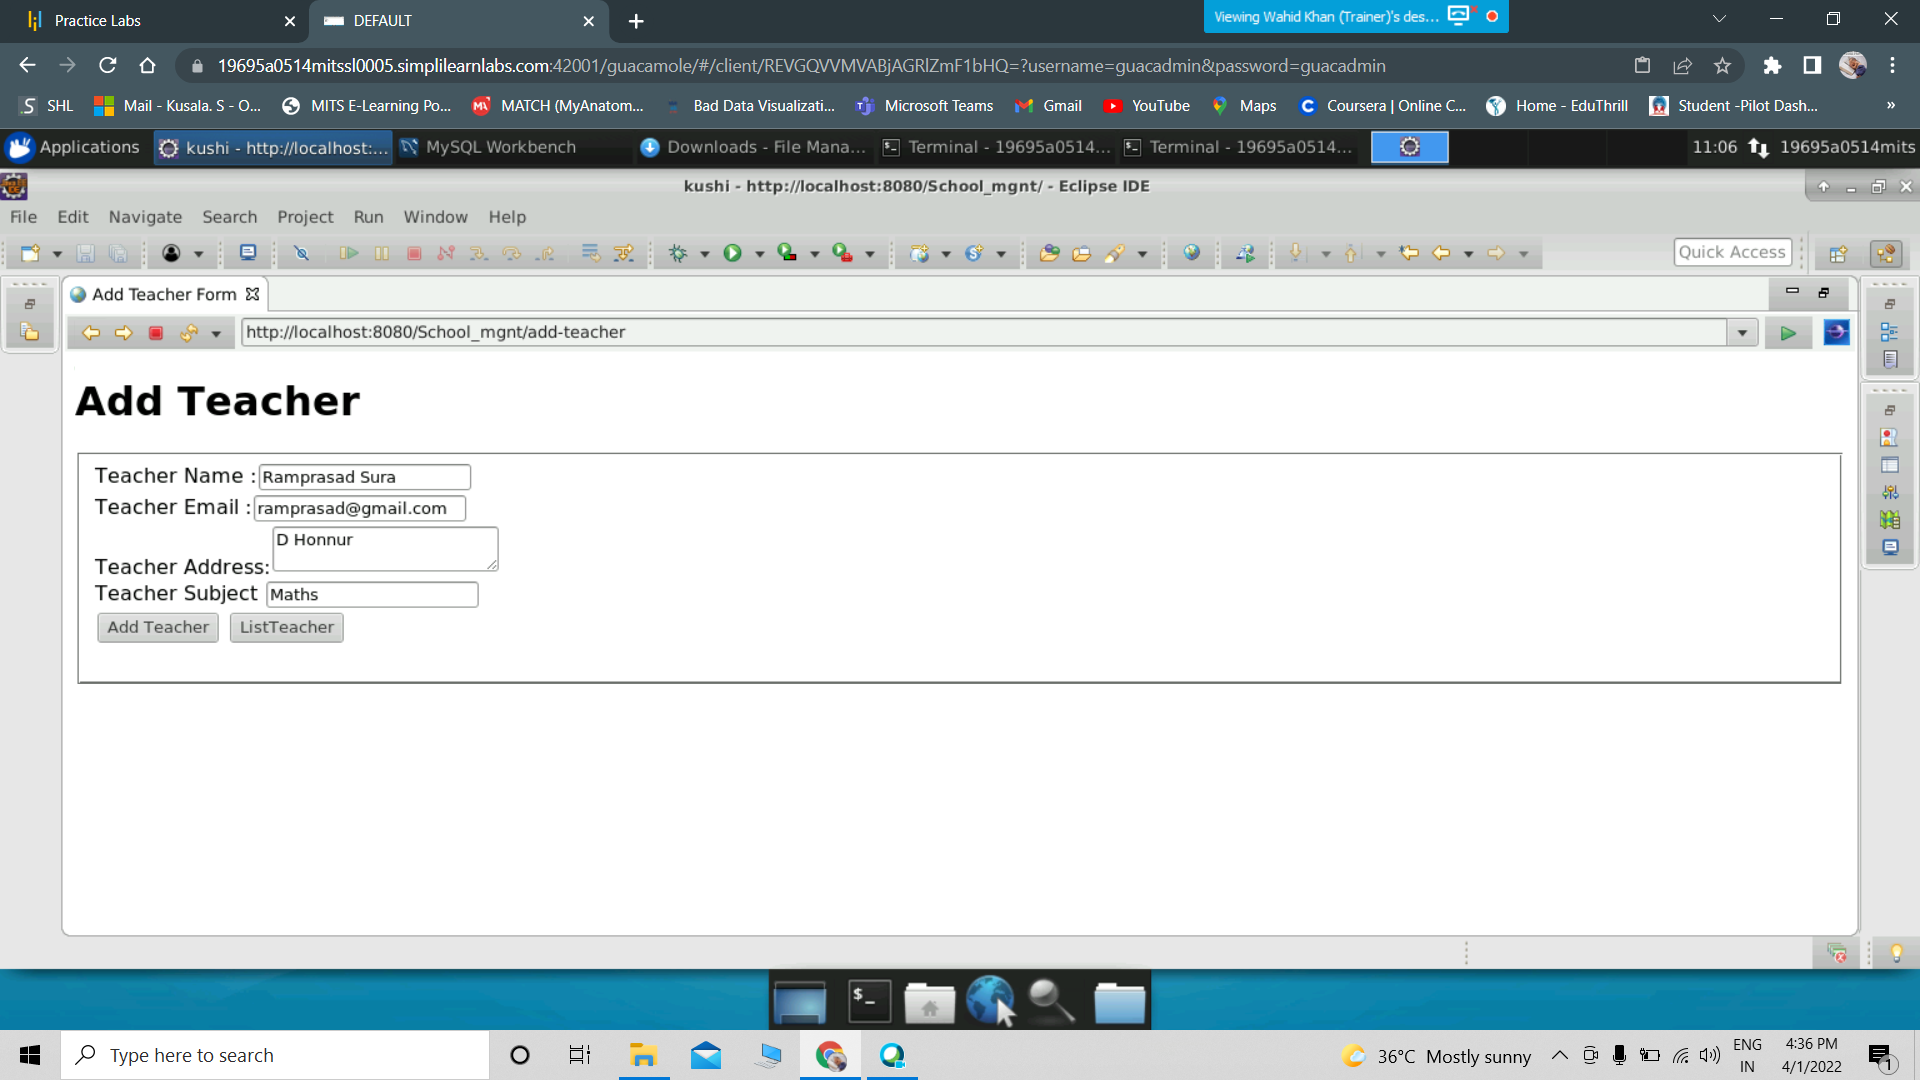 Practice Labs
DEFAULT
Viewing Wahid Khan (Trainer)'s des...
19695a0514mitssl0005.simplilearnlabs.com:42001/guacamole/#/client/REVGQVVMVABjAGRlZmF1bHQ=?username=guacadmin&password=guacadmin
SHL
Mail - Kusala. S - O...
MITS E-Learning Po...
MATCH (MyAnatom...
Bad Data Visualizati...
Microsoft Teams
Gmail
YouTube
Maps
Coursera | Online C...
Home - EduThrill
Student -Pilot Dash...
»
Applications
kushi - http://localhost:...
MySQL Workbench
Downloads - File Mana...
Terminal - 19695a0514...
Terminal - 19695a0514...
11:06
19695a0514mits
kushi - http://localhost:8080/School_mgnt/ - Eclipse IDE
File Edit Navigate Search Project Run Window Help
Quick Access
Add Teacher Form
http://localhost:8080/School_mgnt/add-teacher
Add Teacher
Teacher Name : Ramprasad Sura
Teacher Email : ramprasad@gmail.com
Teacher Address: D Honnur
Teacher Subject Maths
Add Teacher ListTeacher
Type here to search
36°C Mostly sunny
ENG
IN
4:36 PM
4/1/2022
1